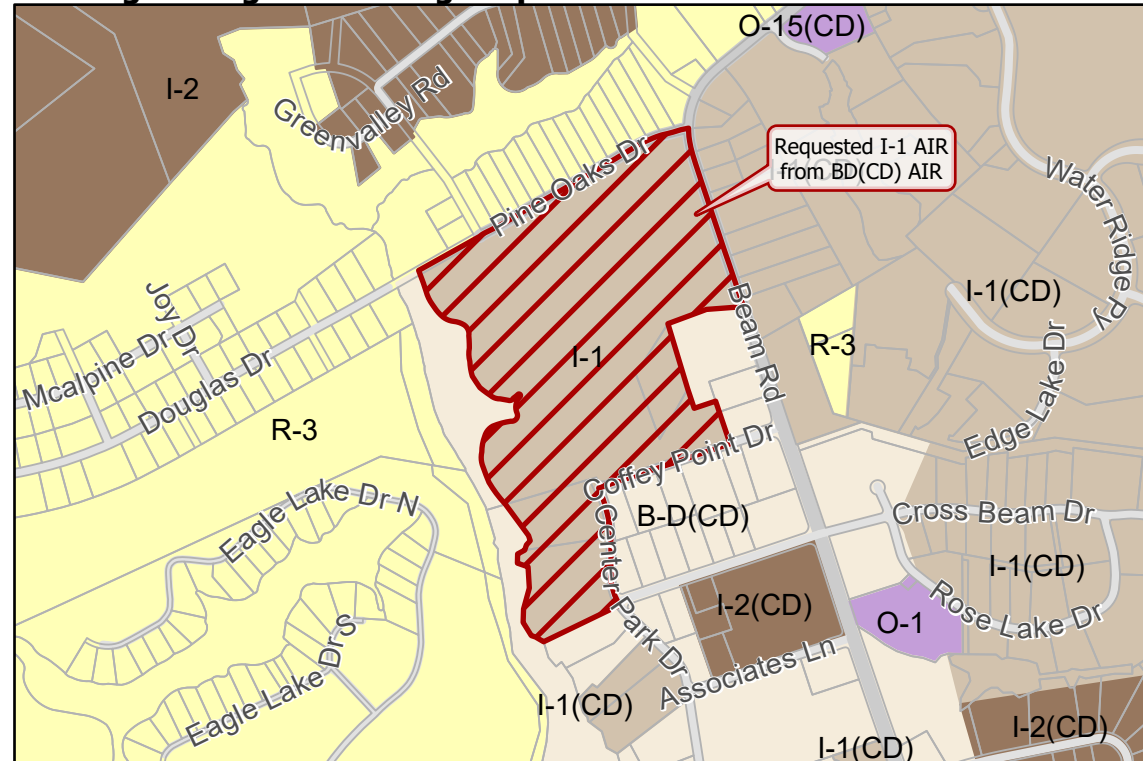 O-15(CD)
I-2
Greenvalley Rd
Requested I-1 AIR
from BD(CD) AIR
Pine Oaks Dr
Water Ridge Py
Joy Dr
I-1(CD)
Beam Rd
I-1
R-3
Mcalpine Dr
Douglas Dr
Edge Lake Dr
R-3
Coffey Point Dr
Eagle Lake Dr N
B-D(CD)
Cross Beam Dr
Center Park Dr
I-1(CD)
I-2(CD)
Rose Lake Dr
O-1
Eagle Lake Dr S
Associates Ln
I-1(CD)
I-2(CD)
I-1(CD)